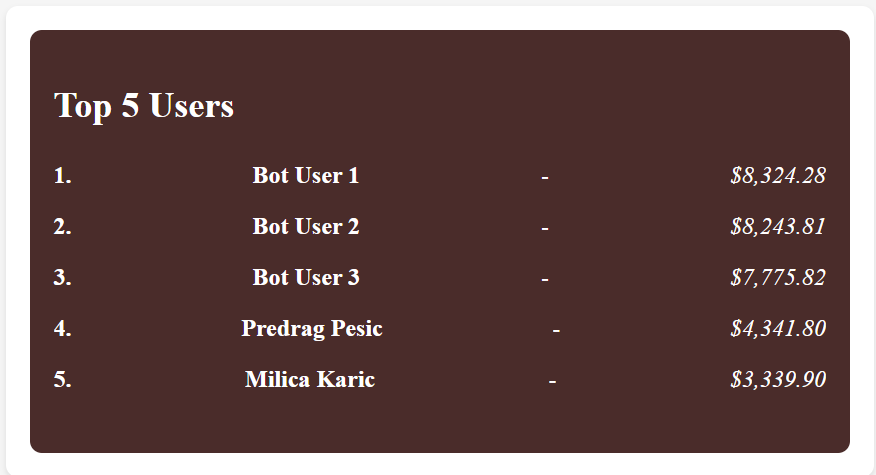 Top 5 Users
1. Bot User 1 - $8,324.28
2. Bot User 2 - $8,243.81
3. Bot User 3 - $7,775.82
4. Predrag Pesic - $4,341.80
5. Milica Karic - $3,339.90